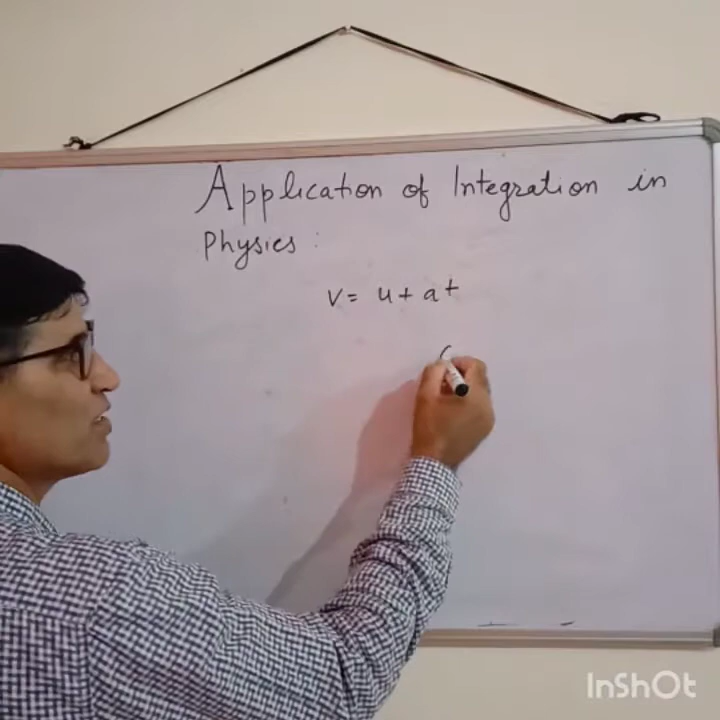 Application of Integration in
Physics :
v = u + at
InShOt